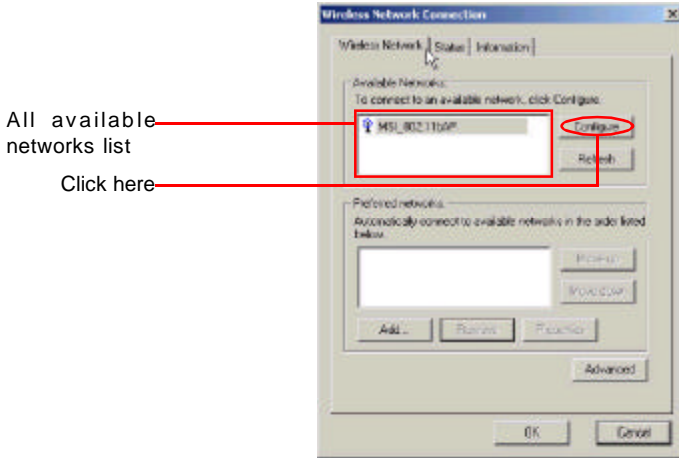 Wireless Network Connection
Wireless Network Status Information
Available Networks:
To connect to an available network, click Configure.
All available
networks list
MSI_802.11bAP
Configure
Refresh
Click here
Preferred networks:
Automatically connect to available networks in the order listed
below.
Move up
Move down
Add... Remove Properties
Advanced
OK Cancel